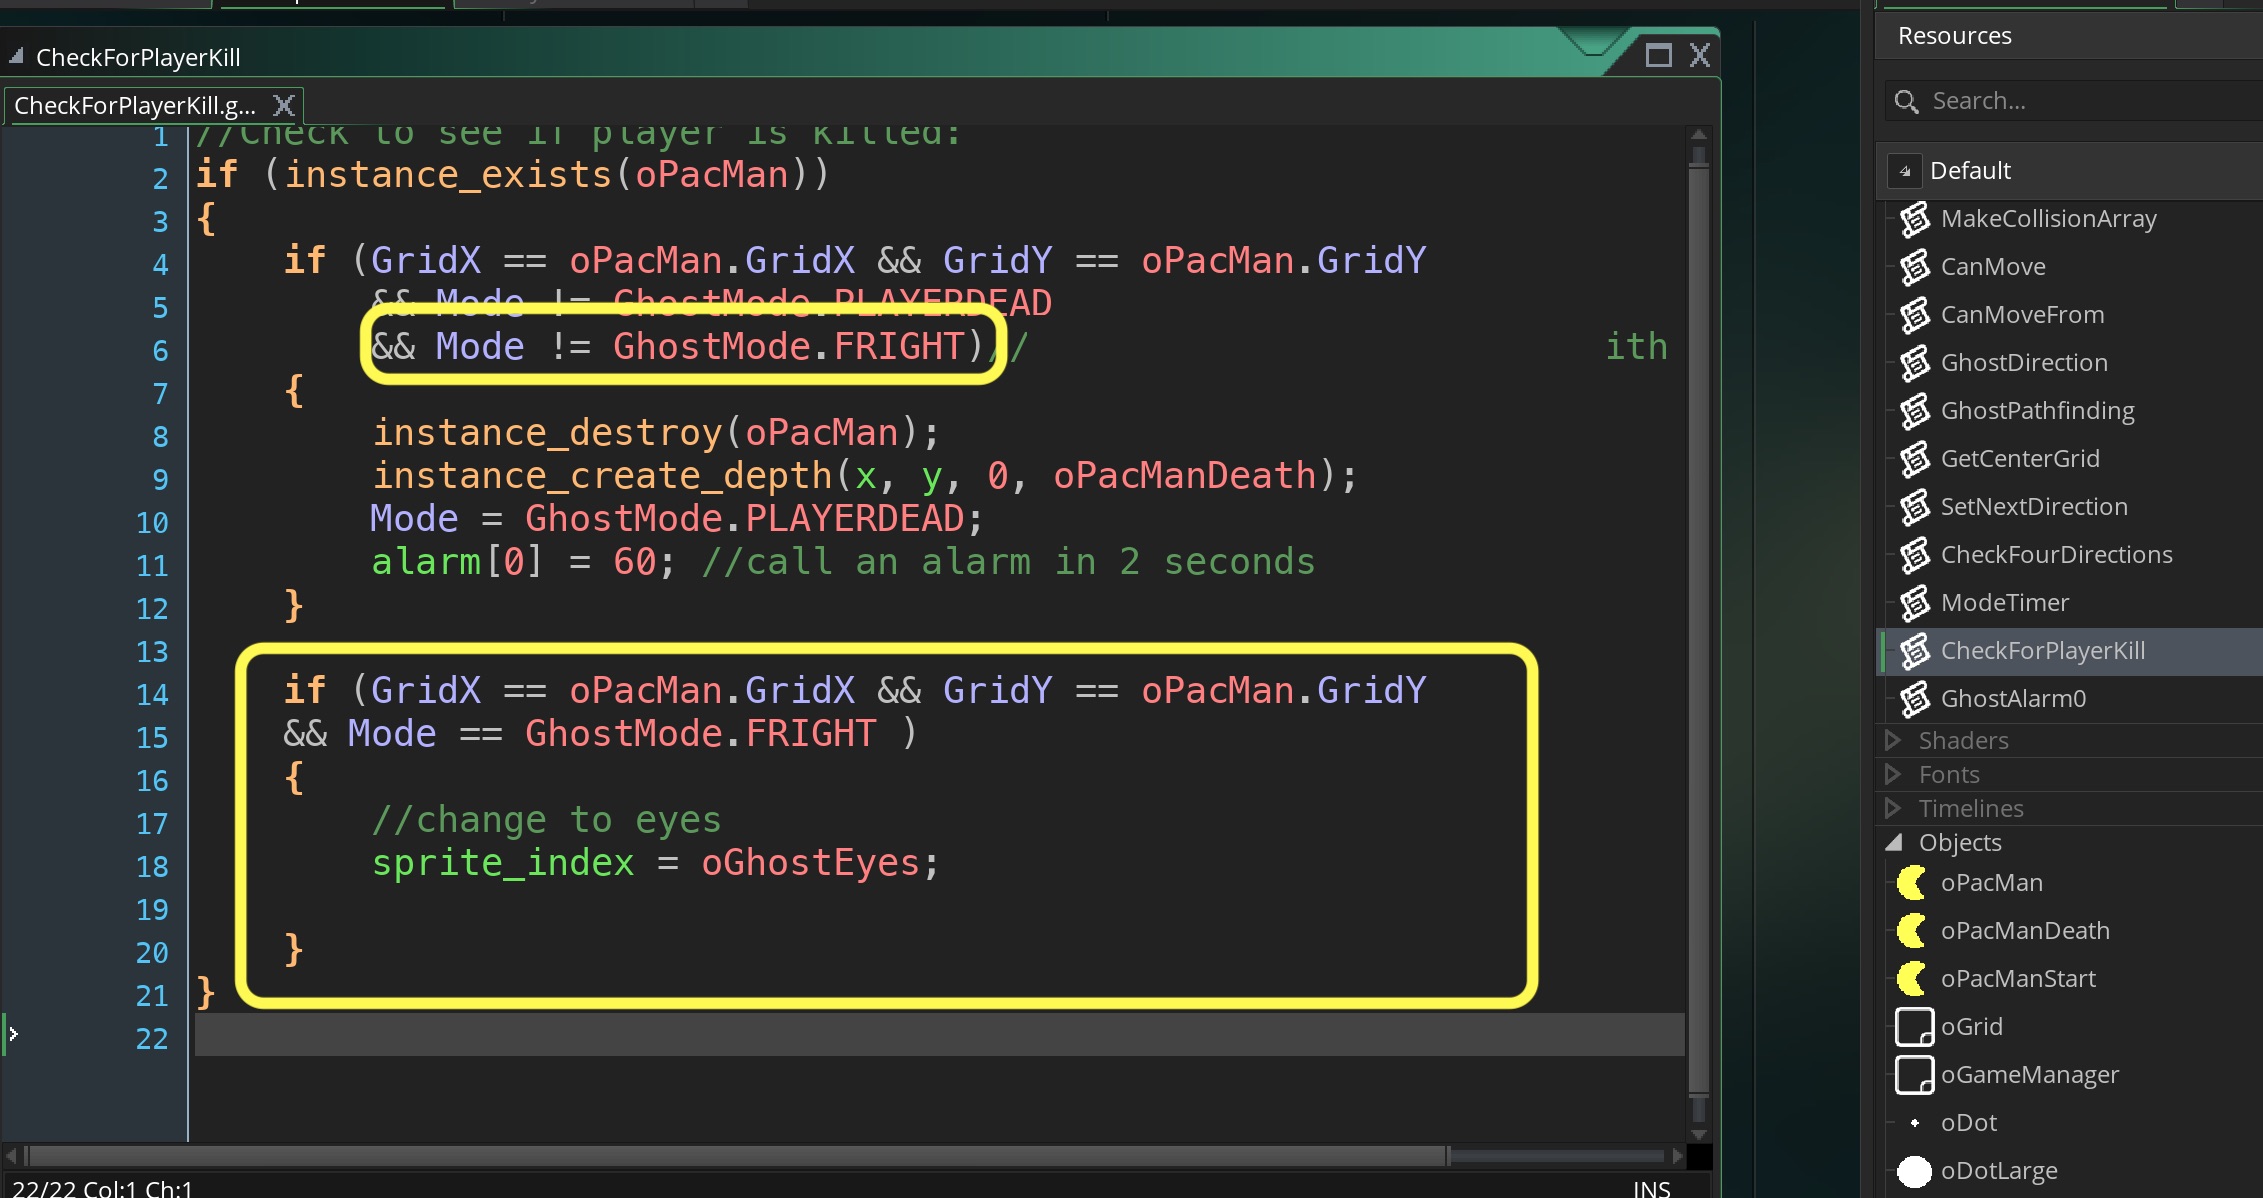 CheckForPlayerKill
CheckForPlayerKill.g...
1 //Check to see if player is killed:
2 if (instance_exists(oPacMan))
3 {
4 if (GridX == oPacMan.GridX && GridY == oPacMan.GridY
5 && Mode != GhostMode.PLAYERDEAD
6 && Mode != GhostMode.FRIGHT)// ith
7 {
8 instance_destroy(oPacMan);
9 instance_create_depth(x, y, 0, oPacManDeath);
10 Mode = GhostMode.PLAYERDEAD;
11 alarm[0] = 60; //call an alarm in 2 seconds
12 }
13
14 if (GridX == oPacMan.GridX && GridY == oPacMan.GridY
15 && Mode == GhostMode.FRIGHT )
16 {
17 //change to eyes
18 sprite_index = oGhostEyes;
19
20 }
21 }
22
22/22 Col:1 Ch:1 INS
Resources
Search...
Default
MakeCollisionArray
CanMove
CanMoveFrom
GhostDirection
GhostPathfinding
GetCenterGrid
SetNextDirection
CheckFourDirections
ModeTimer
CheckForPlayerKill
GhostAlarm0
Shaders
Fonts
Timelines
Objects
oPacMan
oPacManDeath
oPacManStart
oGrid
oGameManager
oDot
oDotLarge